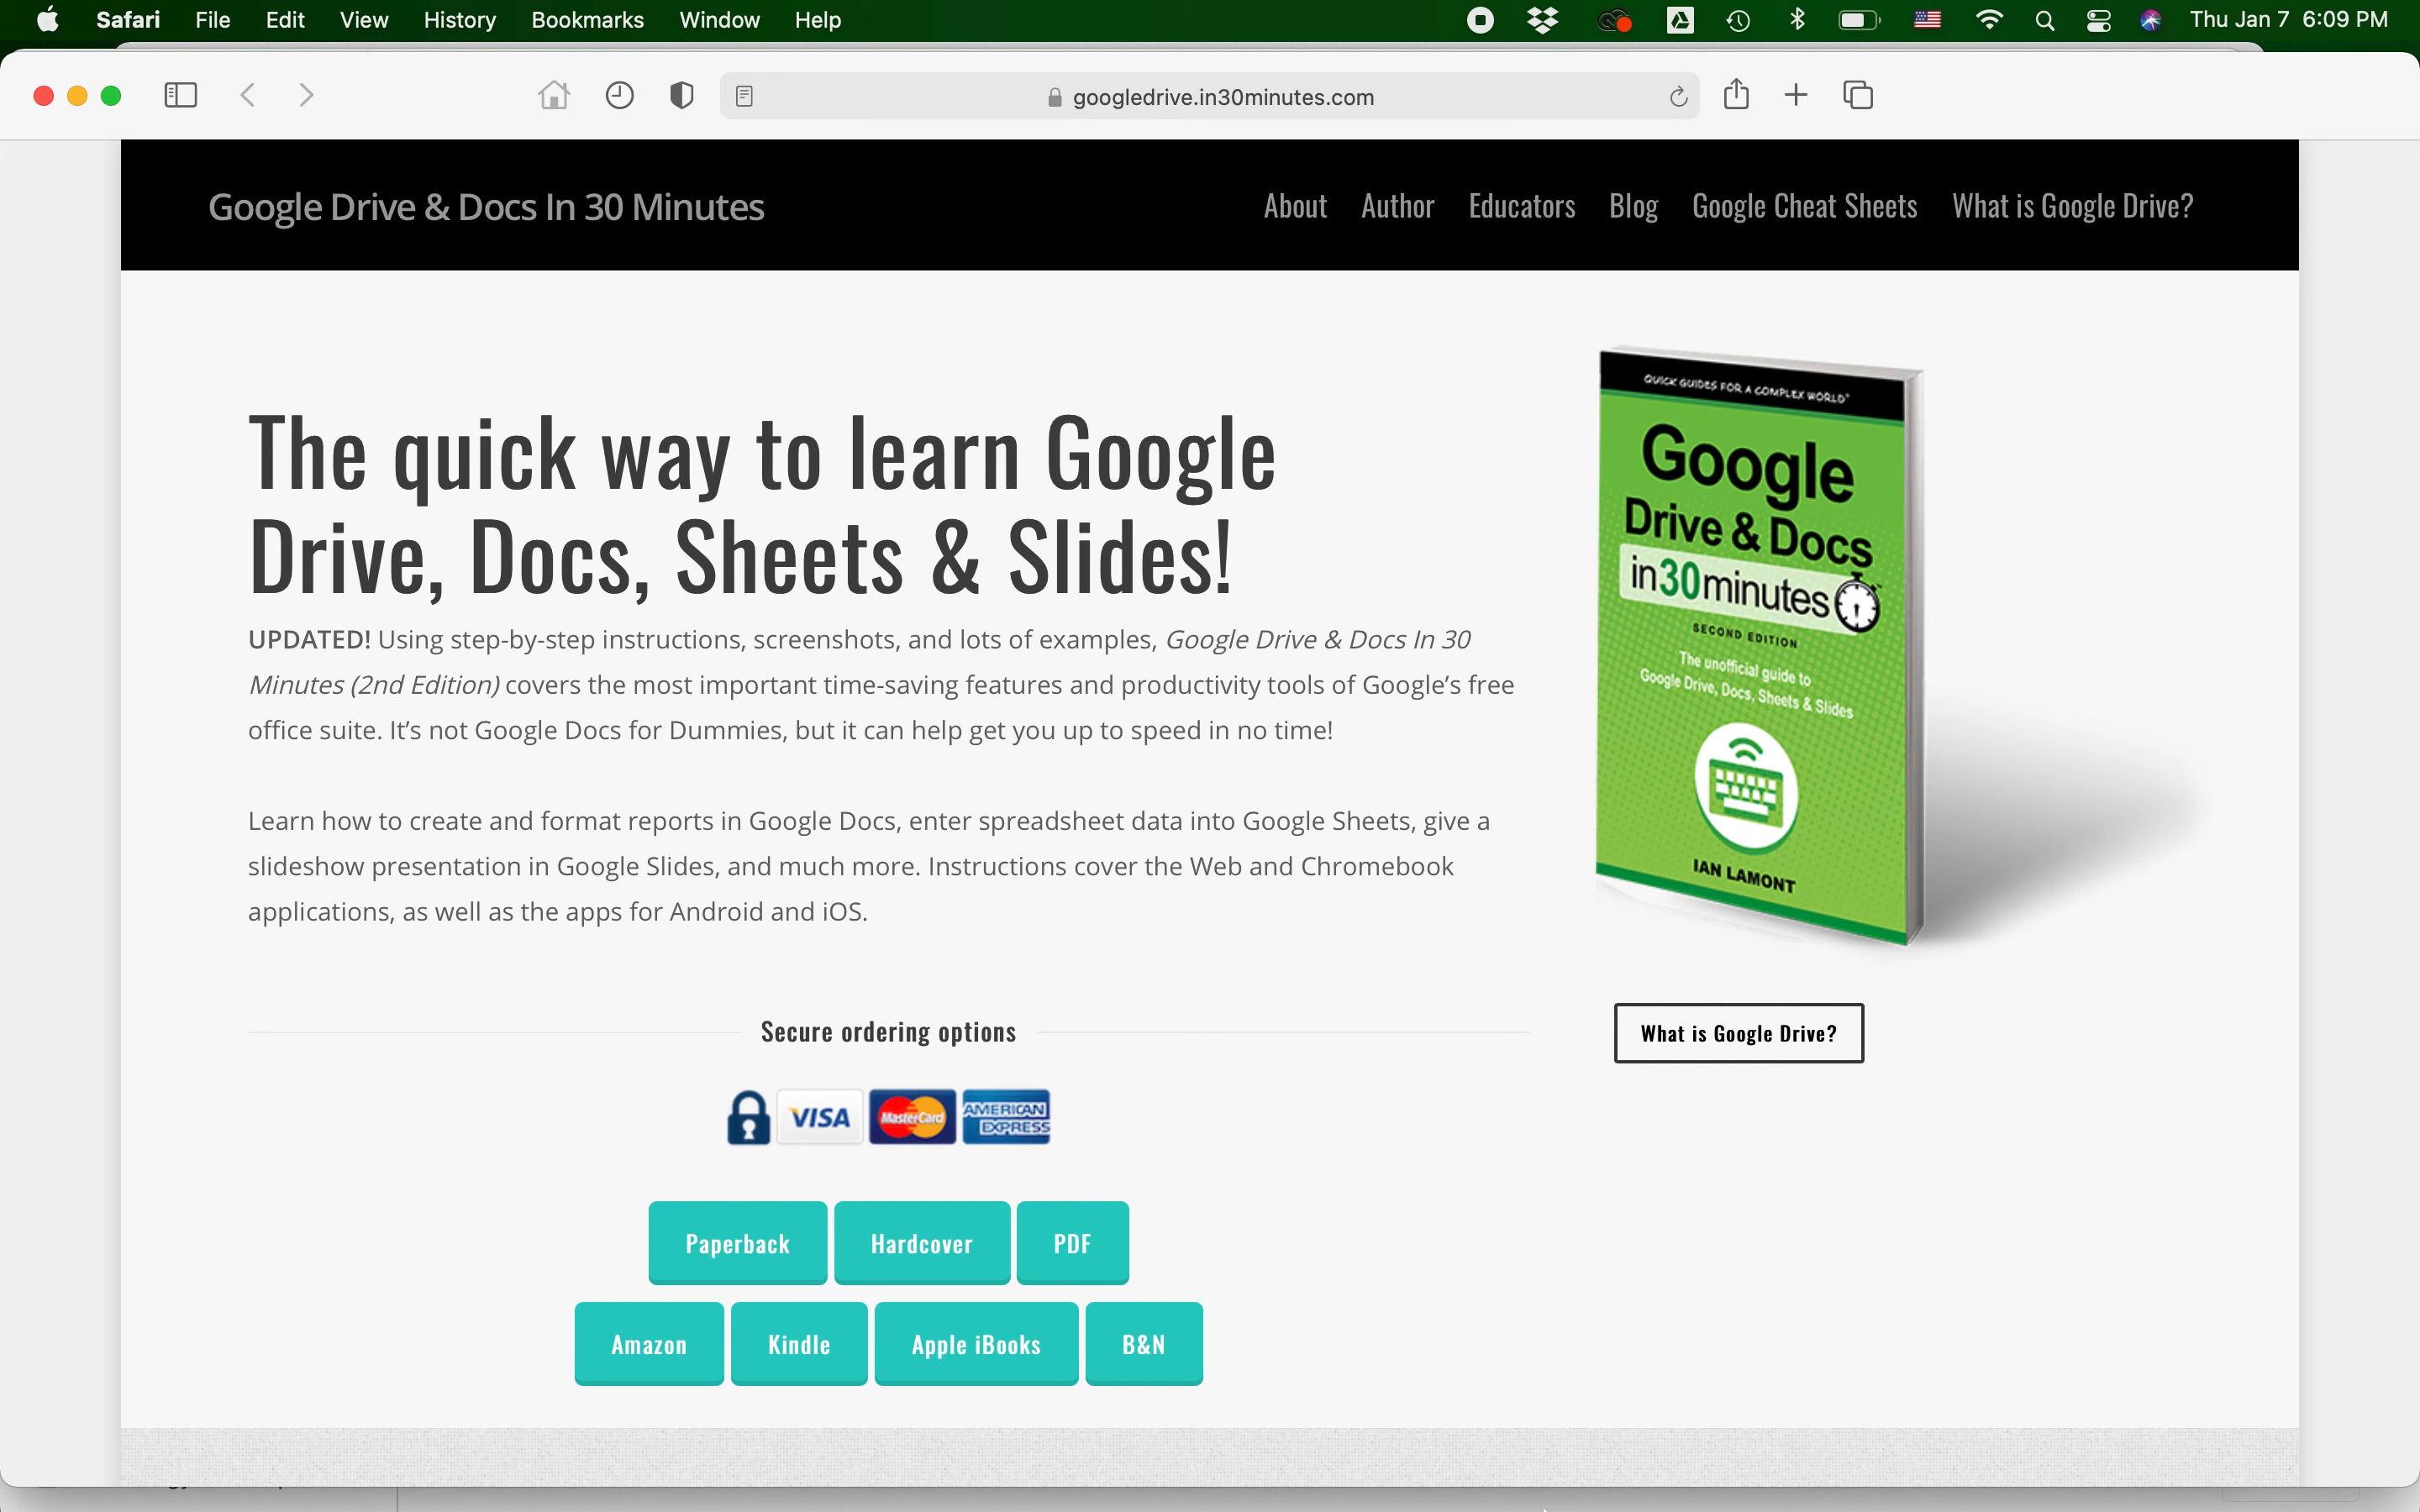 Safari File Edit View History Bookmarks Window Help Thu Jan 7 6:09 PM
googledrive.in30minutes.com
Google Drive & Docs In 30 Minutes About Author Educators Blog Google Cheat Sheets What is Google Drive?
The quick way to learn Google
Drive, Docs, Sheets & Slides!
UPDATED! Using step-by-step instructions, screenshots, and lots of examples, Google Drive & Docs In 30
Minutes (2nd Edition) covers the most important time-saving features and productivity tools of Google’s free
office suite. It’s not Google Docs for Dummies, but it can help get you up to speed in no time!
Learn how to create and format reports in Google Docs, enter spreadsheet data into Google Sheets, give a
slideshow presentation in Google Slides, and much more. Instructions cover the Web and Chromebook
applications, as well as the apps for Android and iOS.
QUICK GUIDES FOR A COMPLEX WORLD
Google
Drive & Docs
in30minutes
SECOND EDITION
The unofficial guide to
Google Drive, Docs, Sheets & Slides
IAN LAMONT
Secure ordering options
What is Google Drive?
VISA MasterCard AMERICAN EXPRESS
Paperback Hardcover PDF
Amazon Kindle Apple iBooks B&N